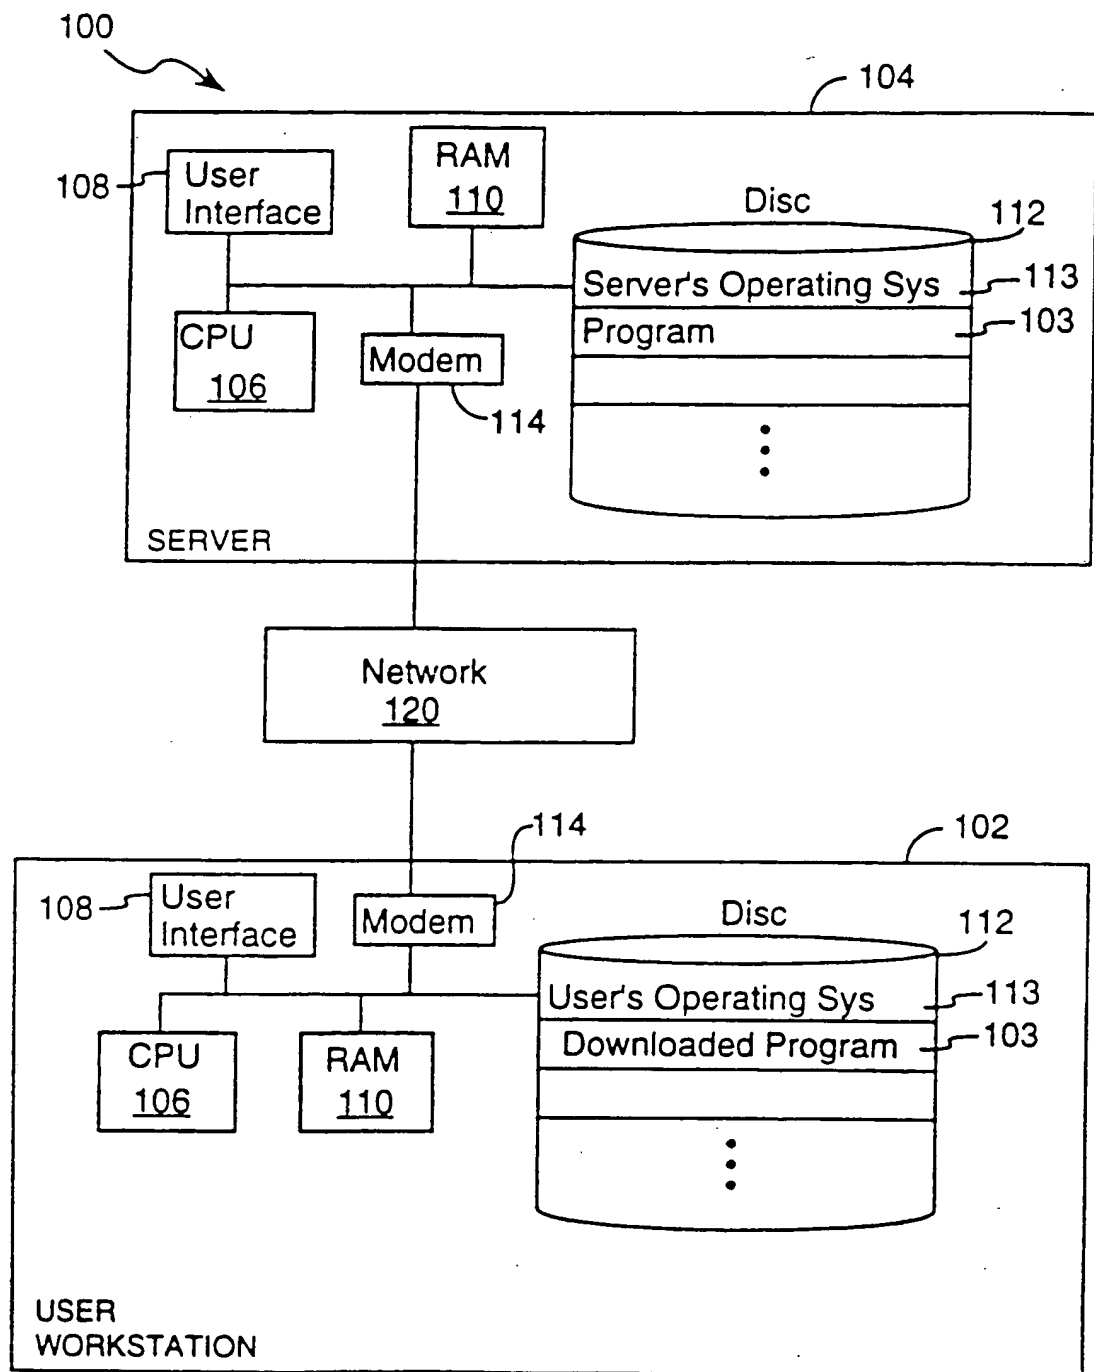 100
104
108
User
Interface
RAM
110
Disc
112
Server's Operating Sys
113
Program
103
CPU
106
Modem
114
SERVER
Network
120
102
114
108
User
Interface
Modem
Disc
112
User's Operating Sys
113
Downloaded Program
103
CPU
106
RAM
110
USER
WORKSTATION